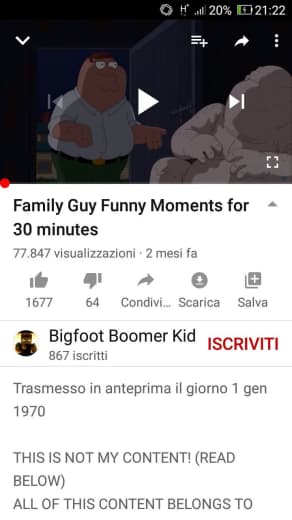 H+ 20% 21:22
Family Guy Funny Moments for
30 minutes
77.847 visualizzazioni · 2 mesi fa
1677 64 Condivi... Scarica Salva
Bigfoot Boomer Kid ISCRIVITI
867 iscritti
Trasmesso in anteprima il giorno 1 gen
1970
THIS IS NOT MY CONTENT! (READ
BELOW)
ALL OF THIS CONTENT BELONGS TO